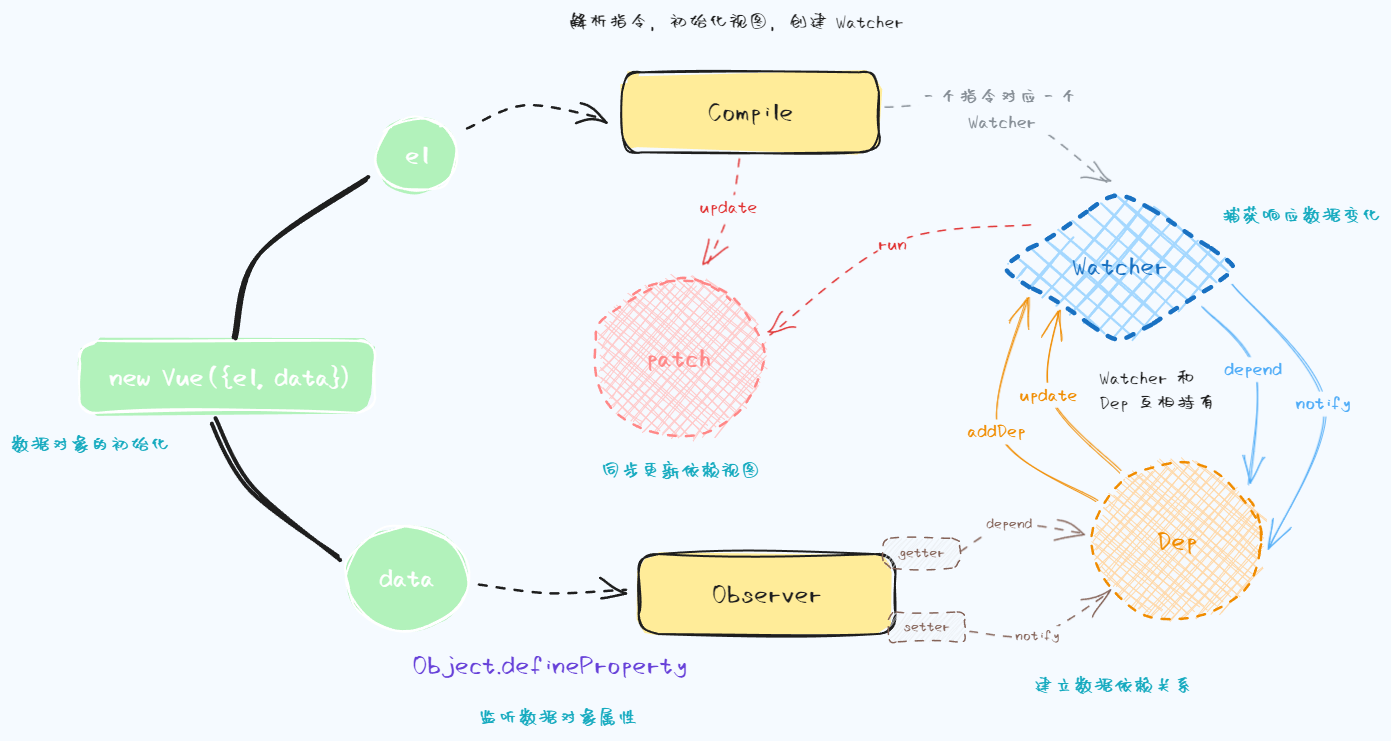 解析指令, 初始化视图, 创建 Watcher
Compile
一个指令对应一个
Watcher
el
update
捕获响应数据变化
run
Watcher
patch
new Vue({el, data})
depend
Watcher 和
Dep 互相持有
update
notify
addDep
数据对象的初始化
同步更新依赖视图
depend
Dep
getter
data
Observer
setter
notify
Object.defineProperty
建立数据依赖关系
监听数据对象属性